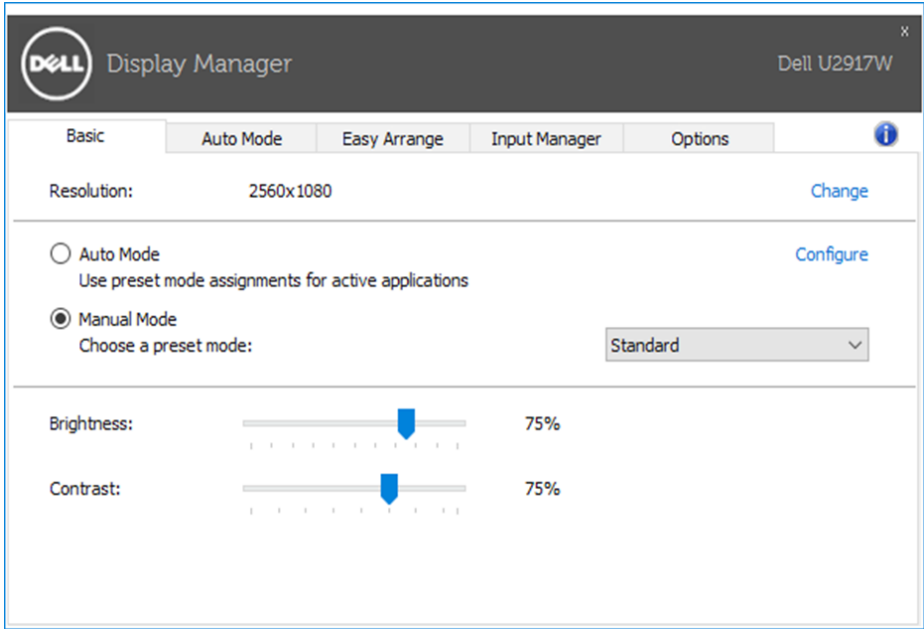 DELL Display Manager
x
Dell U2917W
Basic Auto Mode Easy Arrange Input Manager Options i
Resolution: 2560x1080 Change
Auto Mode Configure
Use preset mode assignments for active applications
Manual Mode
Choose a preset mode: Standard
Brightness: 75%
Contrast: 75%